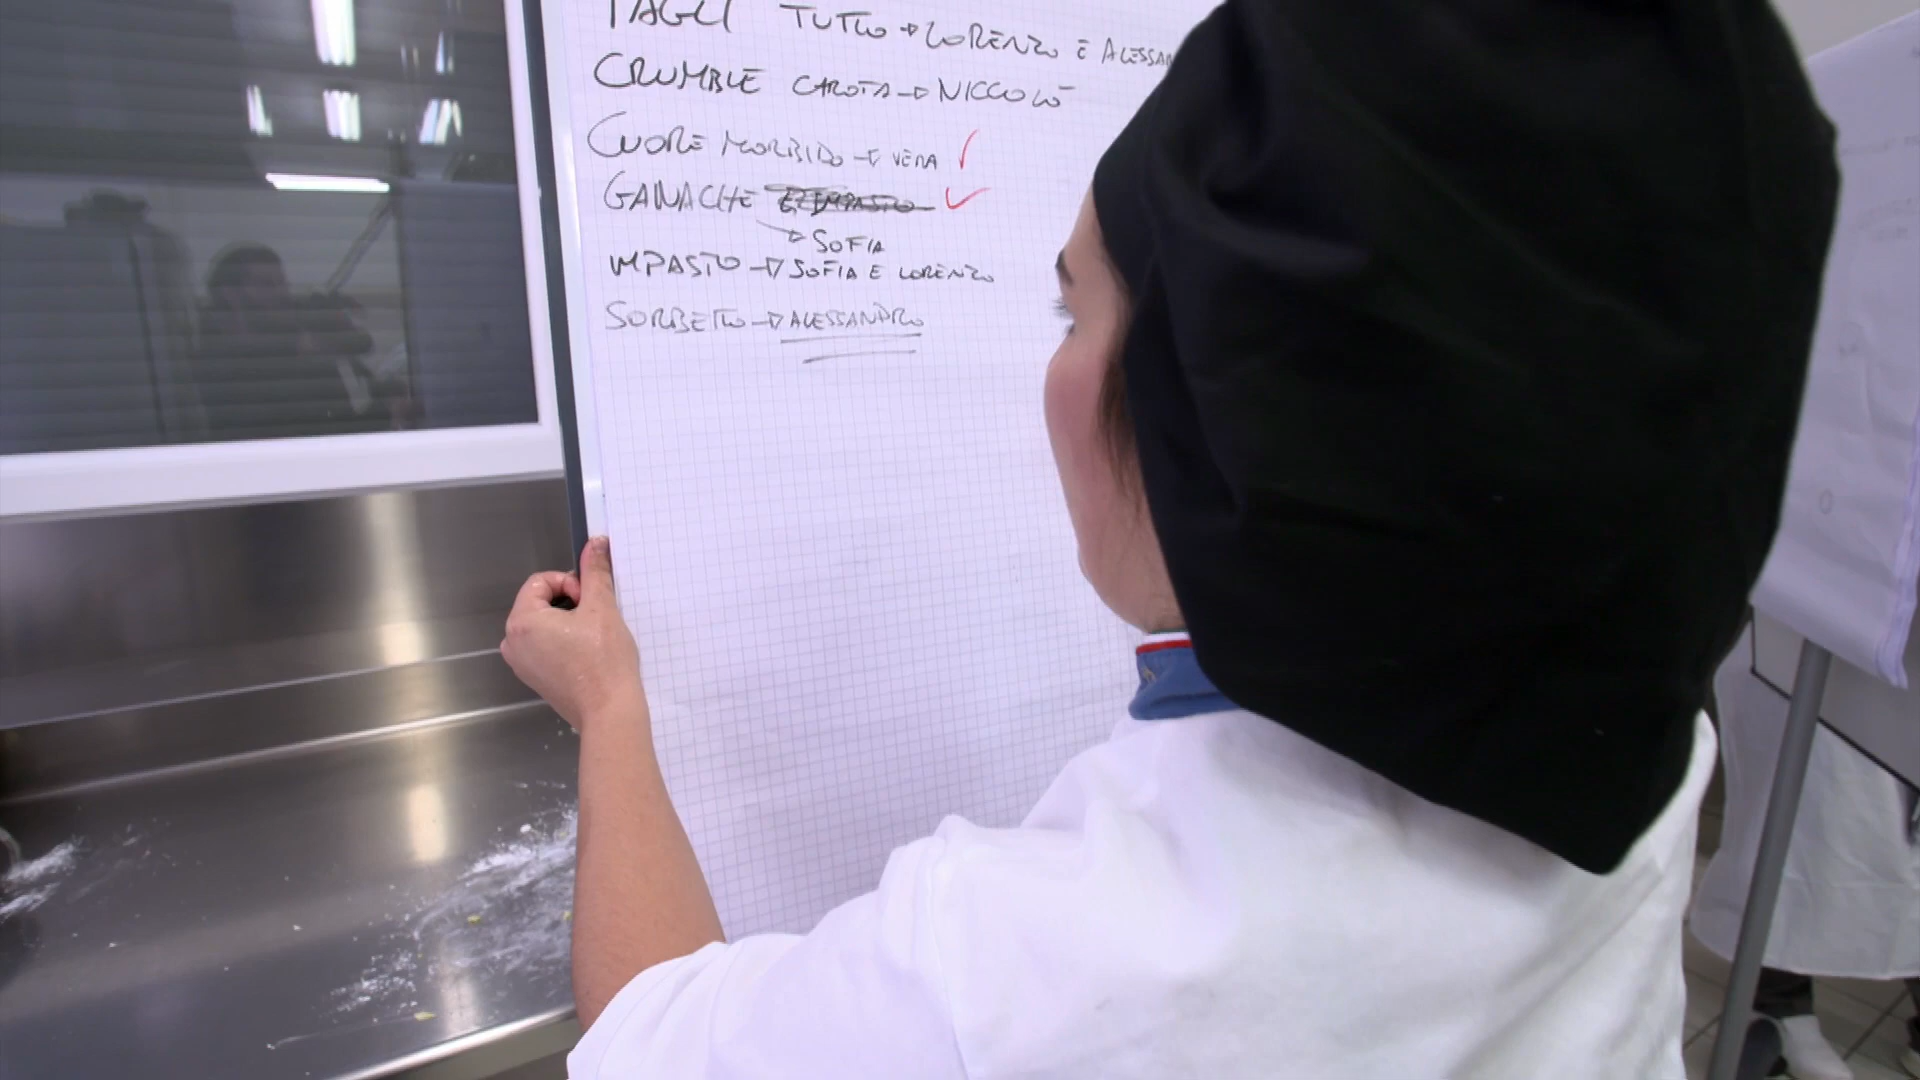 TAGLI TUTTO → LORENZO E ALESSAN
CRUMBLE CAROTA → NICCOLÒ
CUORE MORBIDO → VERA ✓
GANACHE E IMPASTO ✓
→ SOFIA
IMPASTO → SOFIA E LORENZO
SORBETTO → ALESSANDRO